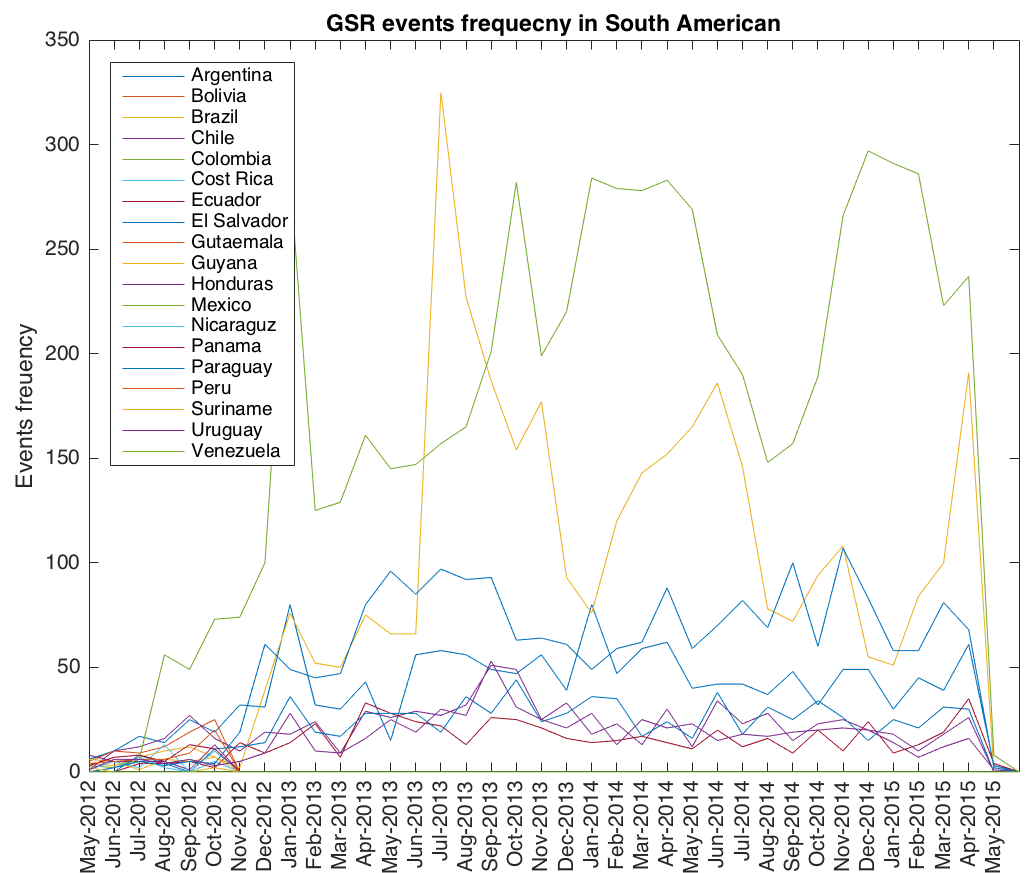 GSR events frequecny in South American
350
300
250
200
150
100
50
0
Events freuency
Argentina
Bolivia
Brazil
Chile
Colombia
Cost Rica
Ecuador
El Salvador
Gutaemala
Guyana
Honduras
Mexico
Nicaraguz
Panama
Paraguay
Peru
Suriname
Uruguay
Venezuela
May-2012
Jun-2012
Jul-2012
Aug-2012
Sep-2012
Oct-2012
Nov-2012
Dec-2012
Jan-2013
Feb-2013
Mar-2013
Apr-2013
May-2013
Jun-2013
Jul-2013
Aug-2013
Sep-2013
Oct-2013
Nov-2013
Dec-2013
Jan-2014
Feb-2014
Mar-2014
Apr-2014
May-2014
Jun-2014
Jul-2014
Aug-2014
Sep-2014
Oct-2014
Nov-2014
Dec-2014
Jan-2015
Feb-2015
Mar-2015
Apr-2015
May-2015